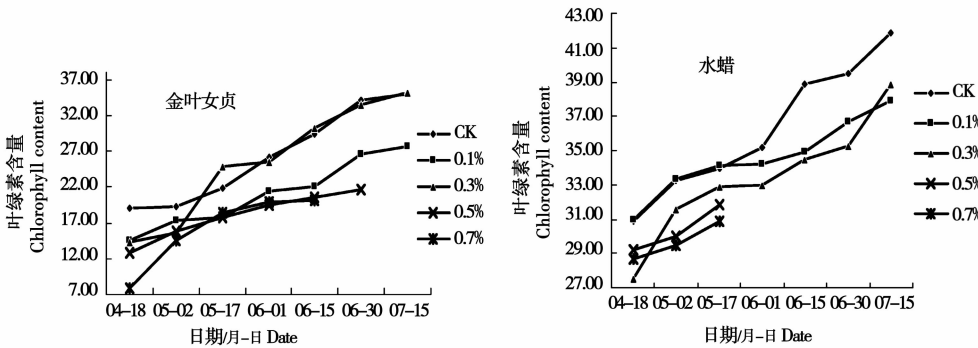 金叶女贞
叶绿素含量
Chlorophyll content
37.00
32.00
27.00
22.00
17.00
12.00
7.00
04-18 05-02 05-17 06-01 06-15 06-30 07-15
日期/月-日 Date
CK
0.1%
0.3%
0.5%
0.7%
水蜡
叶绿素含量
Chlorophyll content
43.00
41.00
39.00
37.00
35.00
33.00
31.00
29.00
27.00
04-18 05-02 05-17 06-01 06-15 06-30 07-15
日期/月-日 Date
CK
0.1%
0.3%
0.5%
0.7%